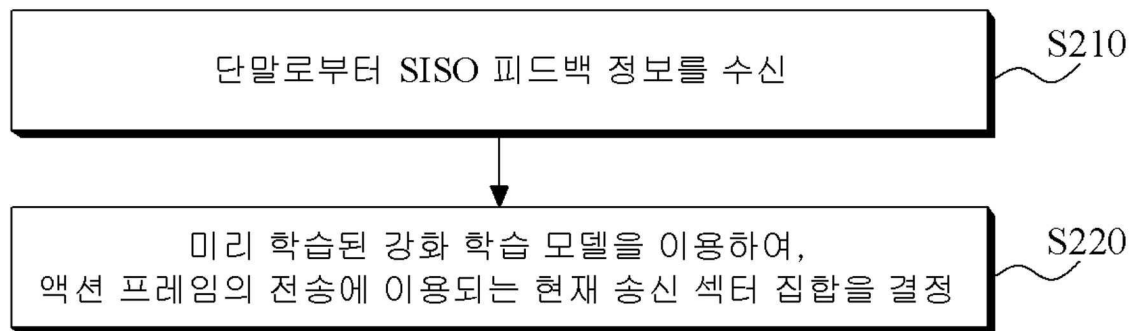 단말로부터 SISO 피드백 정보를 수신
S210
미리 학습된 강화 학습 모델을 이용하여,
액션 프레임의 전송에 이용되는 현재 송신 섹터 집합을 결정
S220